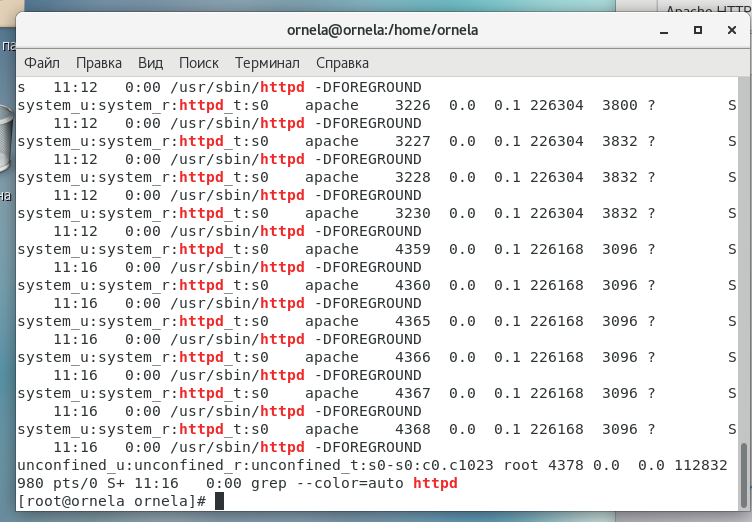 Apache HTTP
ornela@ornela:/home/ornela
па
Файл Правка Вид Поиск Терминал Справка
s 11:12 0:00 /usr/sbin/httpd -DFOREGROUND
system_u:system_r:httpd_t:s0 apache 3226 0.0 0.1 226304 3800 ? S
11:12 0:00 /usr/sbin/httpd -DFOREGROUND
system_u:system_r:httpd_t:s0 apache 3227 0.0 0.1 226304 3832 ? S
11:12 0:00 /usr/sbin/httpd -DFOREGROUND
system_u:system_r:httpd_t:s0 apache 3228 0.0 0.1 226304 3832 ? S
11:12 0:00 /usr/sbin/httpd -DFOREGROUND
на
system_u:system_r:httpd_t:s0 apache 3230 0.0 0.1 226304 3832 ? S
11:12 0:00 /usr/sbin/httpd -DFOREGROUND
system_u:system_r:httpd_t:s0 apache 4359 0.0 0.1 226168 3096 ? S
11:16 0:00 /usr/sbin/httpd -DFOREGROUND
system_u:system_r:httpd_t:s0 apache 4360 0.0 0.1 226168 3096 ? S
11:16 0:00 /usr/sbin/httpd -DFOREGROUND
system_u:system_r:httpd_t:s0 apache 4365 0.0 0.1 226168 3096 ? S
11:16 0:00 /usr/sbin/httpd -DFOREGROUND
system_u:system_r:httpd_t:s0 apache 4366 0.0 0.1 226168 3096 ? S
11:16 0:00 /usr/sbin/httpd -DFOREGROUND
system_u:system_r:httpd_t:s0 apache 4367 0.0 0.1 226168 3096 ? S
11:16 0:00 /usr/sbin/httpd -DFOREGROUND
system_u:system_r:httpd_t:s0 apache 4368 0.0 0.1 226168 3096 ? S
11:16 0:00 /usr/sbin/httpd -DFOREGROUND
unconfined_u:unconfined_r:unconfined_t:s0-s0:c0.c1023 root 4378 0.0 0.0 112832
980 pts/0 S+ 11:16 0:00 grep --color=auto httpd
[root@ornela ornela]#